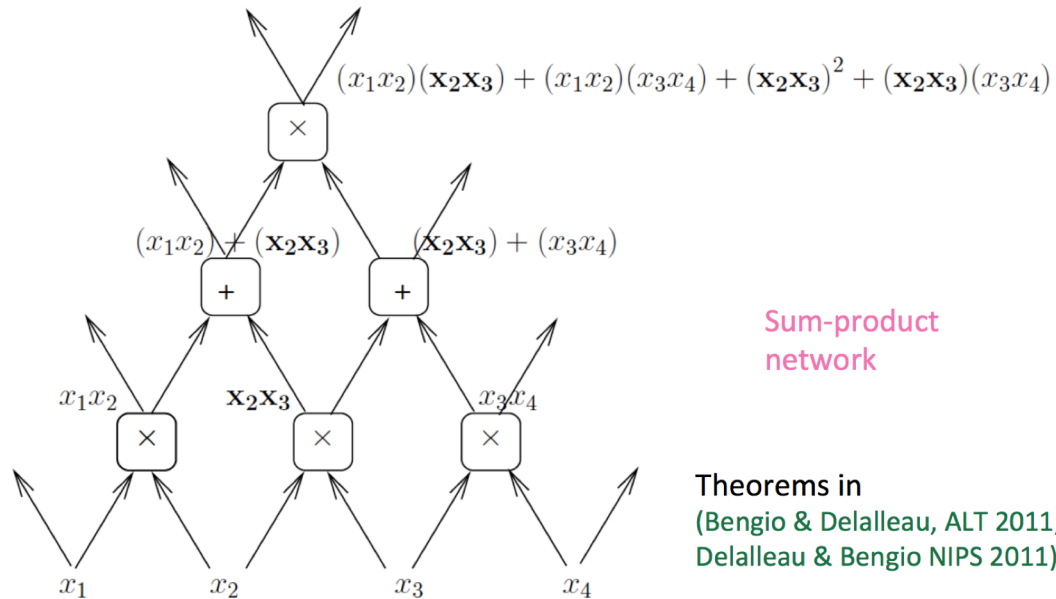 (x₁x₂)(𝐱₂𝐱₃) + (x₁x₂)(x₃x₄) + (𝐱₂𝐱₃)² + (𝐱₂𝐱₃)(x₃x₄)
×
(x₁x₂) + (𝐱₂𝐱₃)
(𝐱₂𝐱₃) + (x₃x₄)
+
+
Sum-product
network
x₁x₂
𝐱₂𝐱₃
x₃x₄
×
×
×
Theorems in
(Bengio & Delalleau, ALT 2011,
Delalleau & Bengio NIPS 2011)
x₁
x₂
x₃
x₄